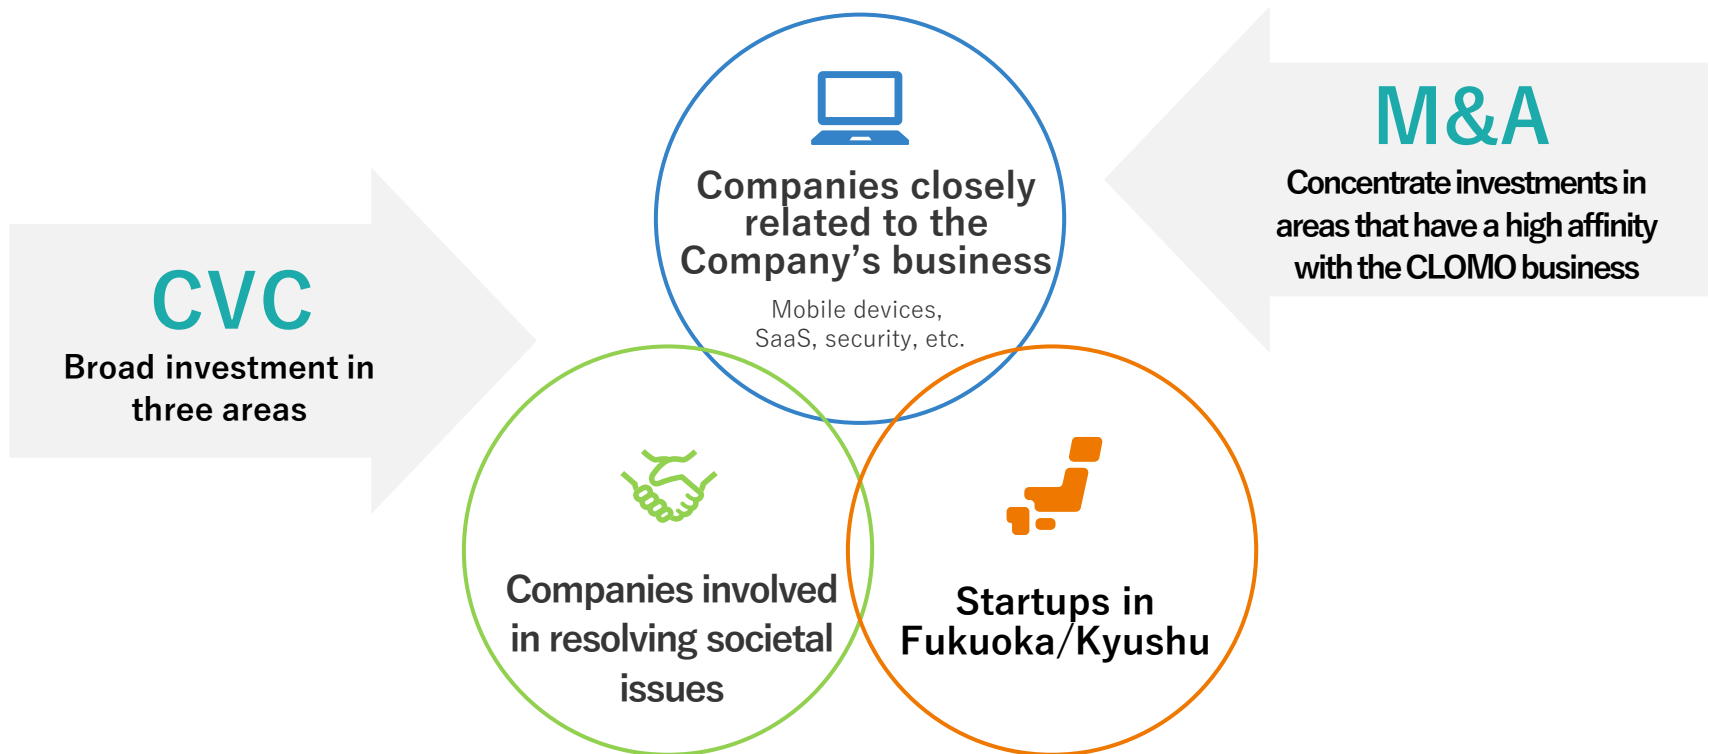 CVC
Broad investment in
three areas
Companies closely
related to the
Company’s business
Mobile devices,
SaaS, security, etc.
M&A
Concentrate investments in
areas that have a high affinity
with the CLOMO business
Companies involved
in resolving societal
issues
Startups in
Fukuoka/Kyushu